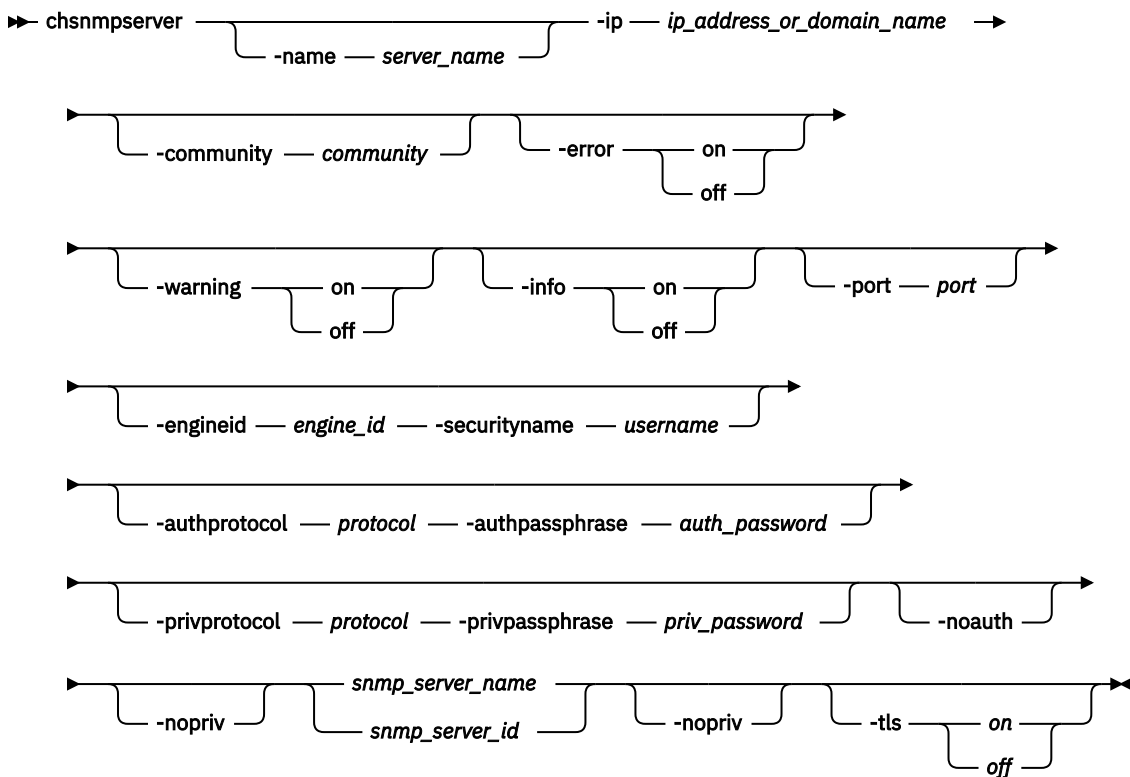 chsnmpserver -ip ip_address_or_domain_name
-name server_name
-community community -error on
off
-warning on -info on -port port
off off
-engineid engine_id -securityname username
-authprotocol protocol -authpassphrase auth_password
-privprotocol protocol -privpassphrase priv_password -noauth
snmp_server_name
-nopriv snmp_server_id -nopriv -tls on
off